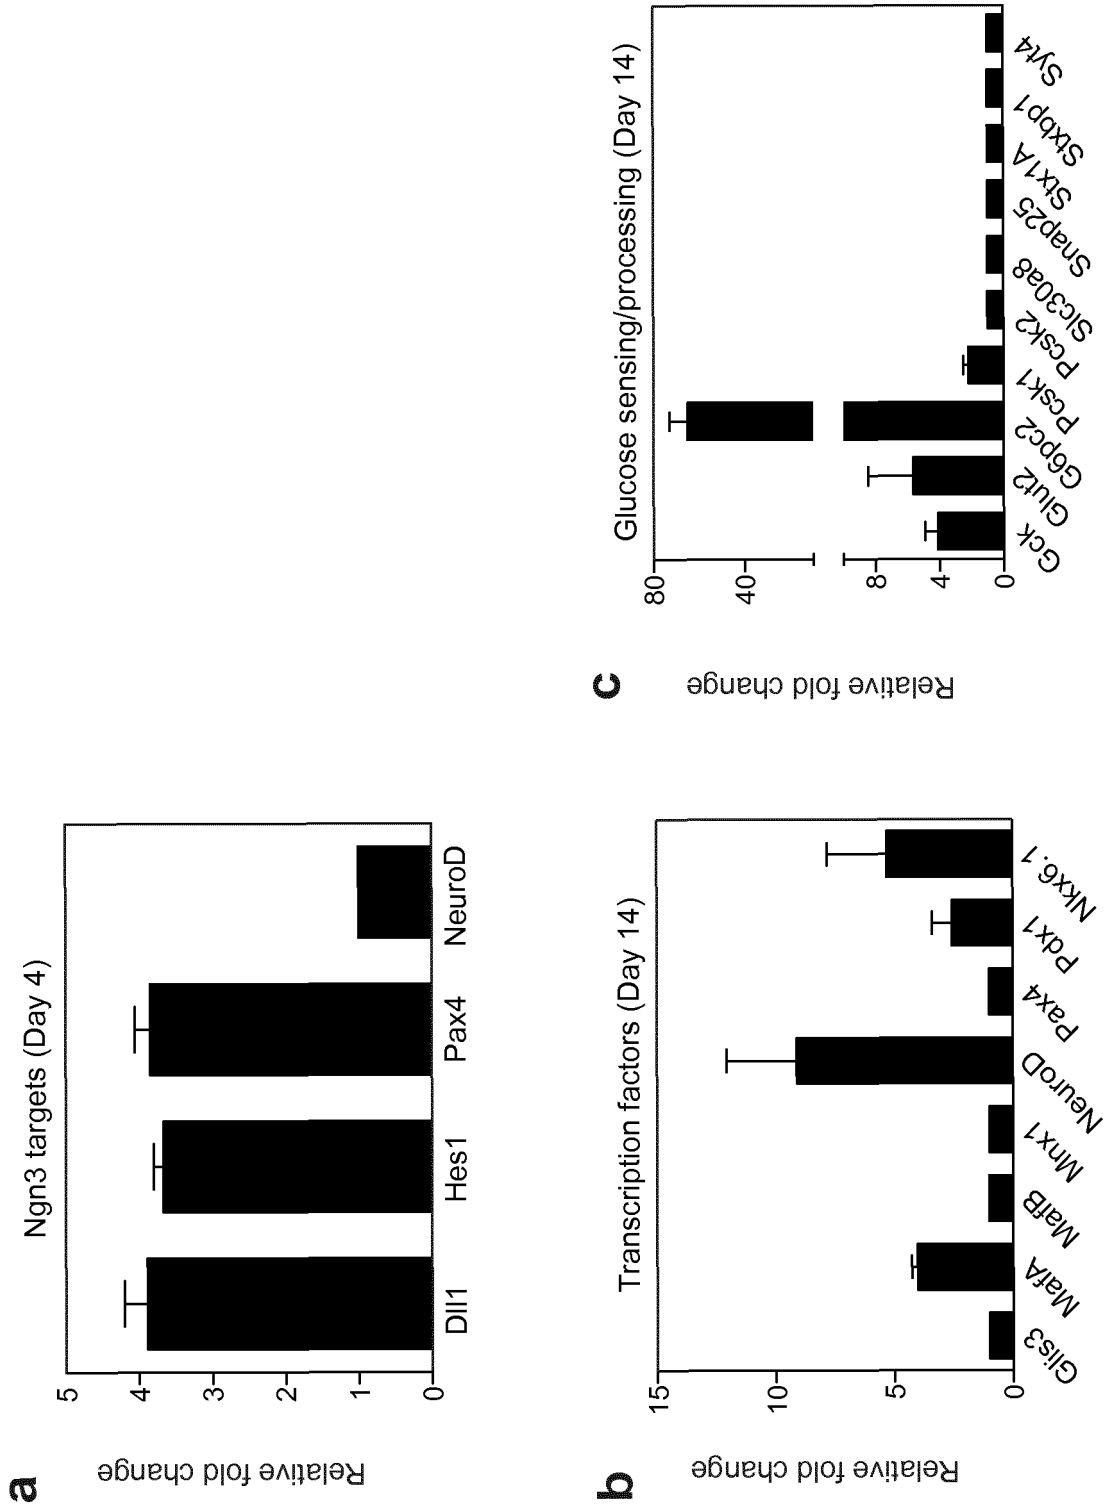 a
Ngn3 targets (Day 4)
Relative fold change
5
4
3
2
1
0
Dll1 Hes1 Pax4 NeuroD
b
Transcription factors (Day 14)
Relative fold change
15
10
5
0
Glis3 MafA MafB Mnx1 NeuroD Pax4 Pdx1 Nkx6.1
c
Glucose sensing/processing (Day 14)
Relative fold change
80
40
8
4
0
Gck Glut2 G6pc2 Pcsk1 Pcsk2 Slc30a8 Snap25 Stx1A Stxbp1 Syt4